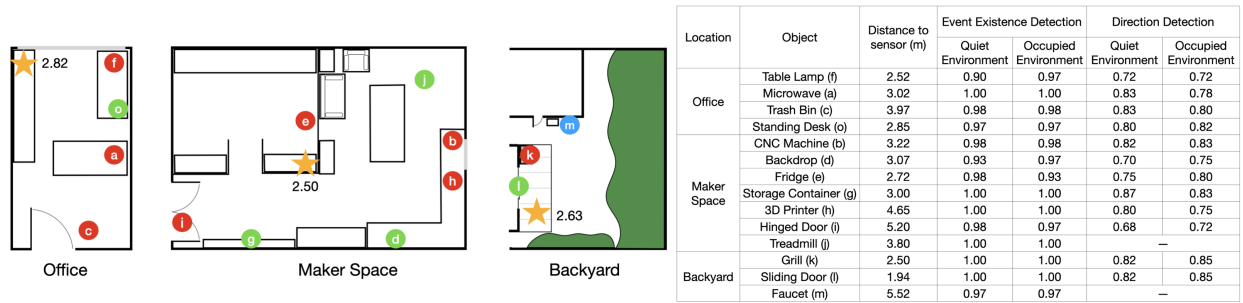 2.82
f
o
a
c
Office
j
e
b
2.50
h
i
g
d
Maker Space
m
k
l
2.63
Backyard
Location Object Distance to sensor (m) Event Existence Detection Direction Detection
Quiet Environment Occupied Environment Quiet Environment Occupied Environment
Office Table Lamp (f) 2.52 0.90 0.97 0.72 0.72
Microwave (a) 3.02 1.00 1.00 0.83 0.78
Trash Bin (c) 3.97 0.98 0.98 0.83 0.80
Standing Desk (o) 2.85 0.97 0.97 0.80 0.82
Maker Space CNC Machine (b) 3.22 0.98 0.98 0.82 0.83
Backdrop (d) 3.07 0.93 0.97 0.70 0.75
Fridge (e) 2.72 0.98 0.93 0.75 0.80
Storage Container (g) 3.00 1.00 1.00 0.87 0.83
3D Printer (h) 4.65 1.00 1.00 0.80 0.75
Hinged Door (i) 5.20 0.98 0.97 0.68 0.72
Treadmill (j) 3.80 1.00 1.00 —
Backyard Grill (k) 2.50 1.00 1.00 0.82 0.85
Sliding Door (l) 1.94 1.00 1.00 0.82 0.85
Faucet (m) 5.52 0.97 0.97 —